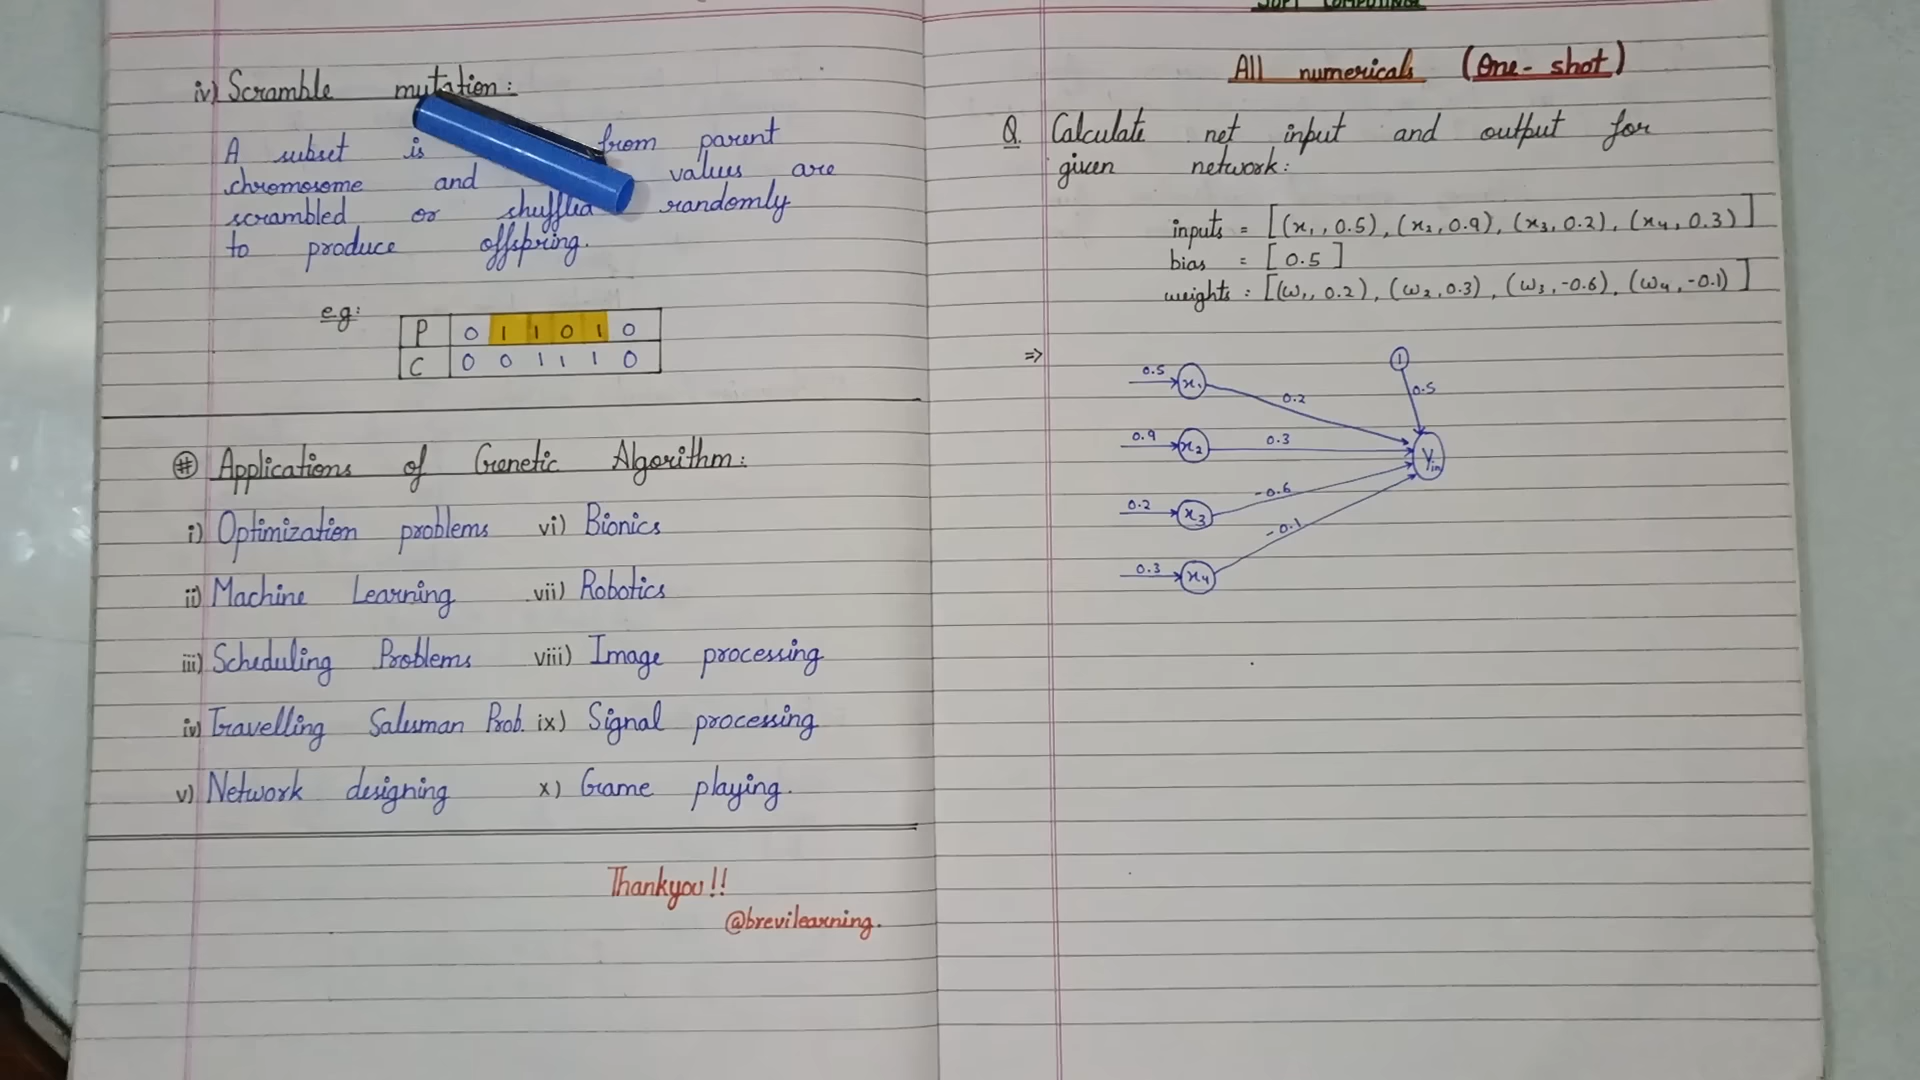 iv) Scramble mutation:
A subset is from parent
chromosome and values are
scrambled or shuffled randomly
to produce offspring.
e.g:
P 0 1 1 0 1 0
C 0 0 1 1 1 0
# Applications of Genetic Algorithm:
i) Optimization problems vi) Bionics
ii) Machine Learning vii) Robotics
iii) Scheduling Problems viii) Image processing
iv) Travelling Salesman Prob. ix) Signal processing
v) Network designing x) Game playing.
Thankyou!!
@brevilearning.
SOFT COMPUTING
All numericals (One-shot)
Q. Calculate net input and output for
given network:
inputs = [(x₁, 0.5), (x₂, 0.9), (x₃, 0.2), (x₄, 0.3)]
bias = [0.5]
weights = [(ω₁, 0.2), (ω₂, 0.3), (ω₃, -0.6), (ω₄, -0.1)]
=>
1
0.5 x₁ 0.2 0.5
0.9 x₂ 0.3 Yin
0.2 x₃ -0.6
-0.1
0.3 x₄